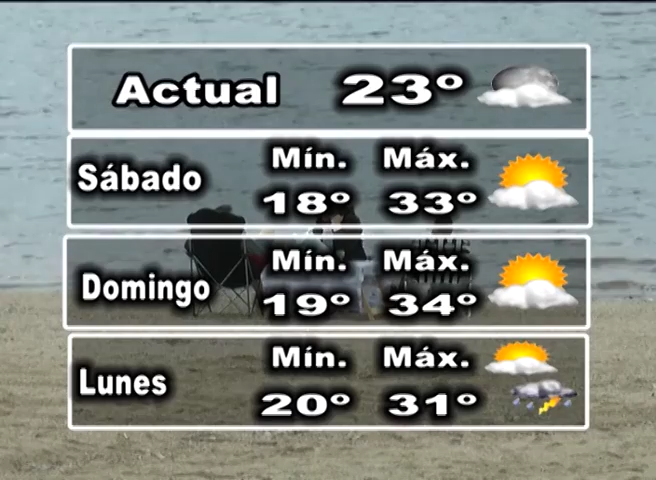 Actual 23º
Mín. Máx.
Sábado 18º 33º
Mín. Máx.
Domingo 19º 34º
Mín. Máx.
Lunes 20º 31º